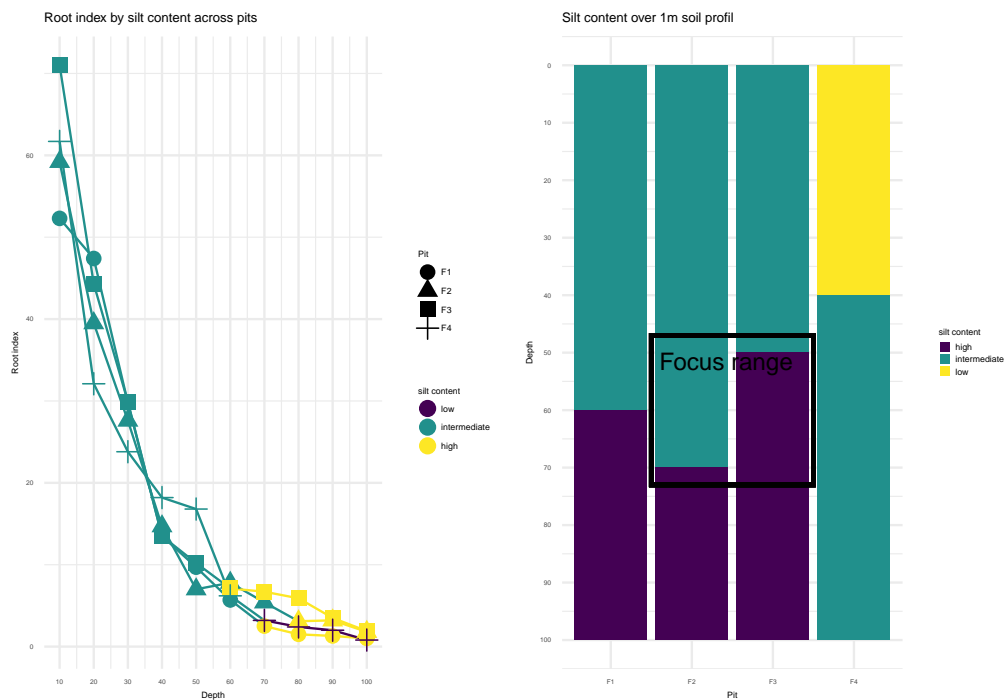 Root index by silt content across pits
Root index
60
40
20
0
10 20 30 40 50 60 70 80 90 100
Depth
Pit
F1
F2
F3
F4
silt content
low
intermediate
high
Silt content over 1m soil profil
Depth
0
10
20
30
40
50
60
70
80
90
100
Focus range
F1 F2 F3 F4
Pit
silt content
high
intermediate
low